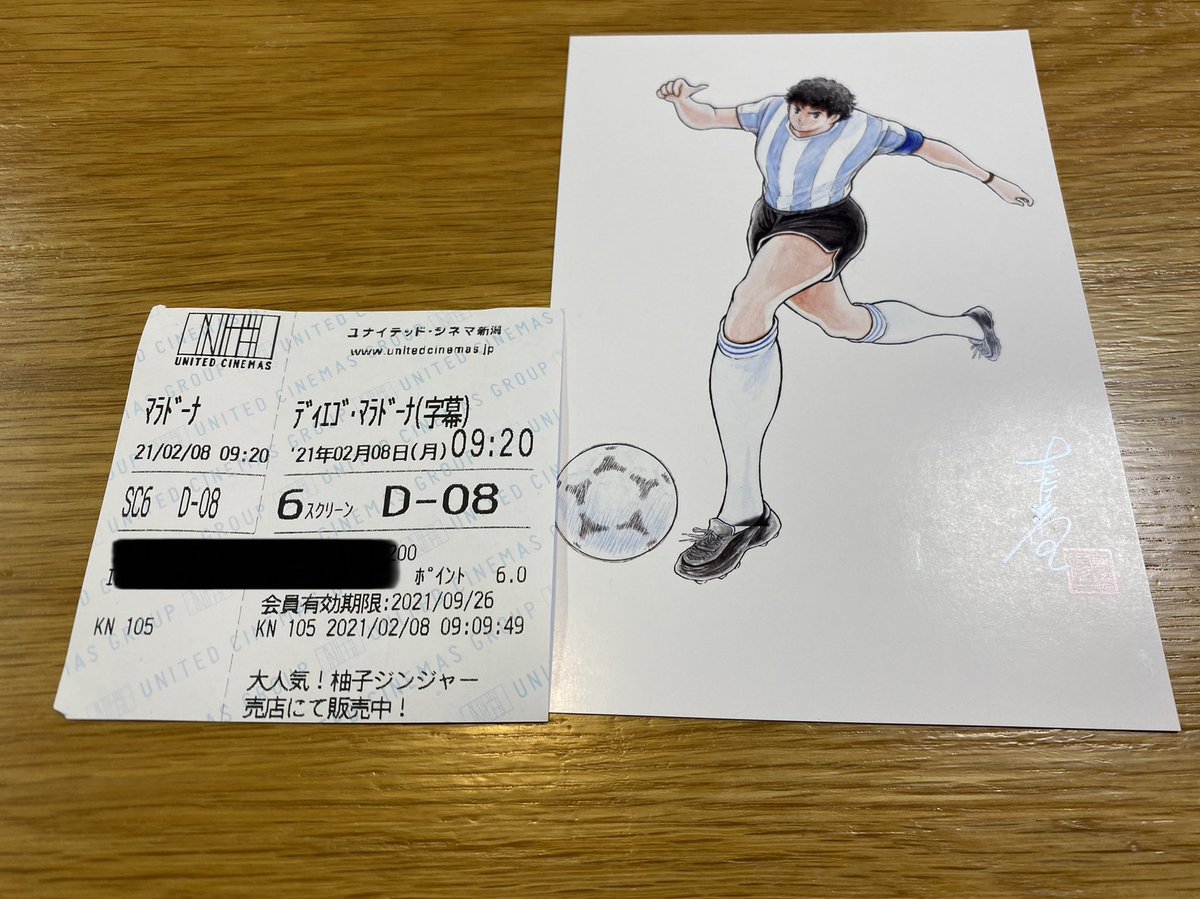 UNITED CINEMAS
ユナイテッド・シネマ新潟
www.unitedcinemas.jp
ﾏﾗﾄﾞｰﾅ
21/02/08 09:20
ﾃﾞｨｴｺﾞ･ﾏﾗﾄﾞｰﾅ(字幕)
'21年02月08日(月) 09:20
SC6 D-08
6スクリーン D-08
200
ﾎﾟｲﾝﾄ 6.0
会員有効期限:2021/09/26
KN 105
KN 105 2021/02/08 09:09:49
大人気！柚子ジンジャー
売店にて販売中！